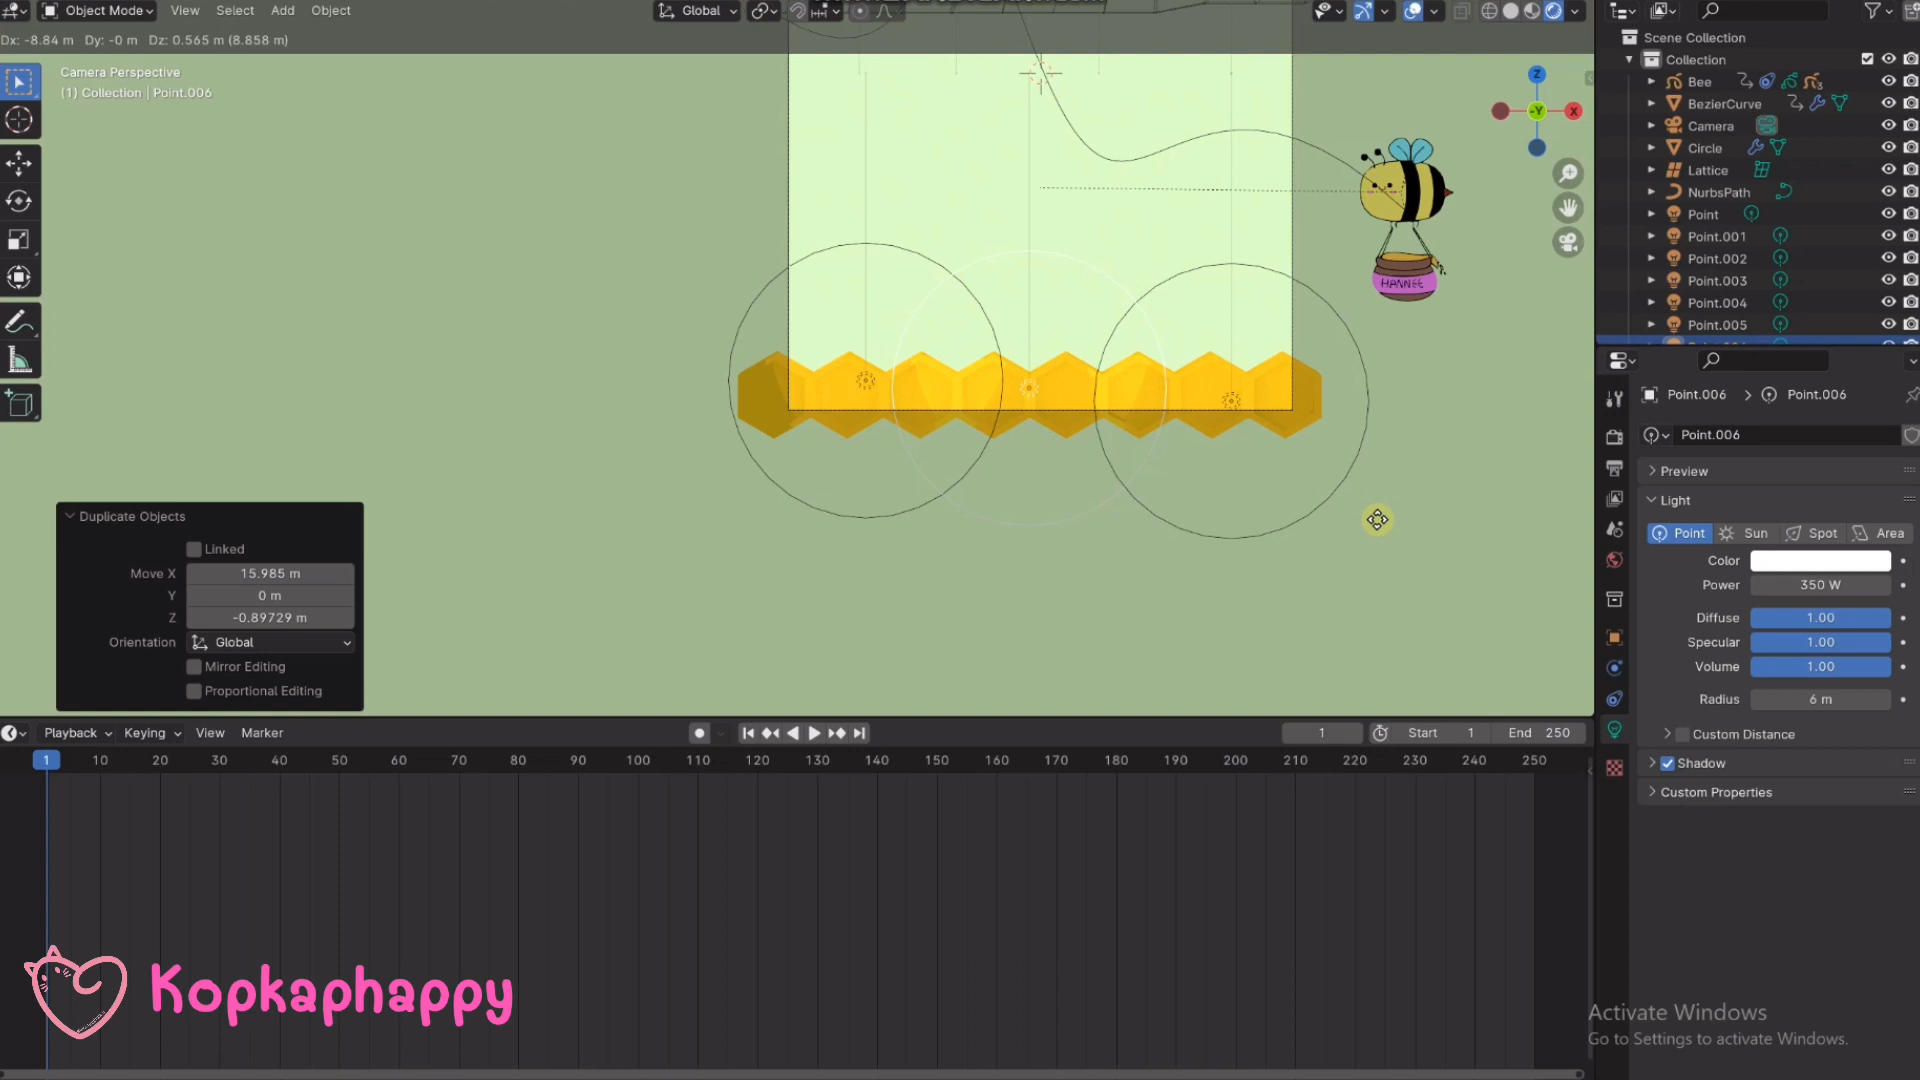 Object Mode View Select Add Object Global
Dx: -8.84 m Dy: -0 m Dz: 0.565 m (8.858 m)
Camera Perspective
(1) Collection | Point.006
Z
-Y
X
HANNEE
Duplicate Objects
Linked
Move X 15.985 m
Y 0 m
Z -0.89729 m
Orientation Global
Mirror Editing
Proportional Editing
Scene Collection
Collection
Bee
3
BezierCurve
Camera
Circle
Lattice
NurbsPath
Point
Point.001
Point.002
Point.003
Point.004
Point.005
Point.006 > Point.006
Point.006
Preview
Light
Point Sun Spot Area
Color
Power 350 W
Diffuse 1.00
Specular 1.00
Volume 1.00
Radius 6 m
Custom Distance
Shadow
Custom Properties
Playback Keying View Marker 1 Start 1 End 250
1 10 20 30 40 50 60 70 80 90 100 110 120 130 140 150 160 170 180 190 200 210 220 230 240 250
Kopkaphappy
Activate Windows
Go to Settings to activate Windows.